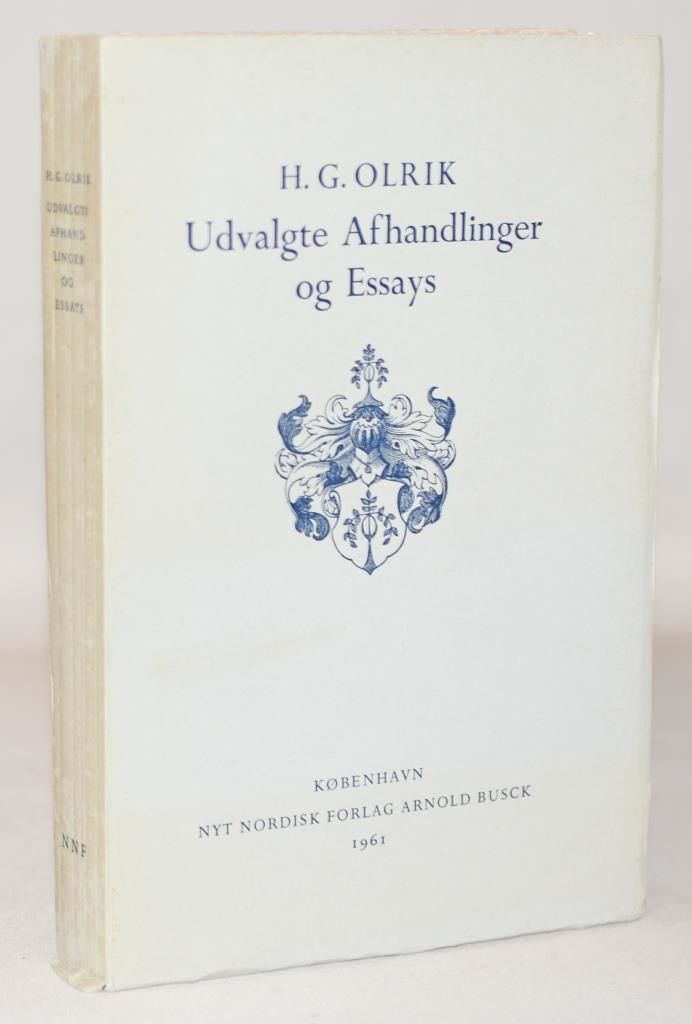 H. G. OLRIK
Udvalgte Afhandlinger
og Essays
KØBENHAVN
NYT NORDISK FORLAG ARNOLD BUSCK
1961
H. G. OLRIK
UDVALGTE
AFHAND-
LINGER
OG
ESSAYS
NNF